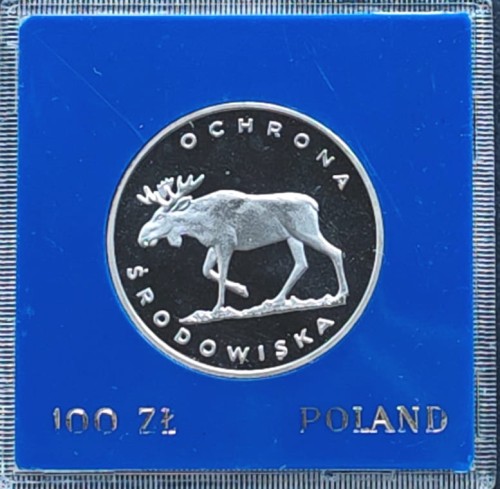 OCHRONA
ŚRODOWISKA
100 ZŁ POLAND